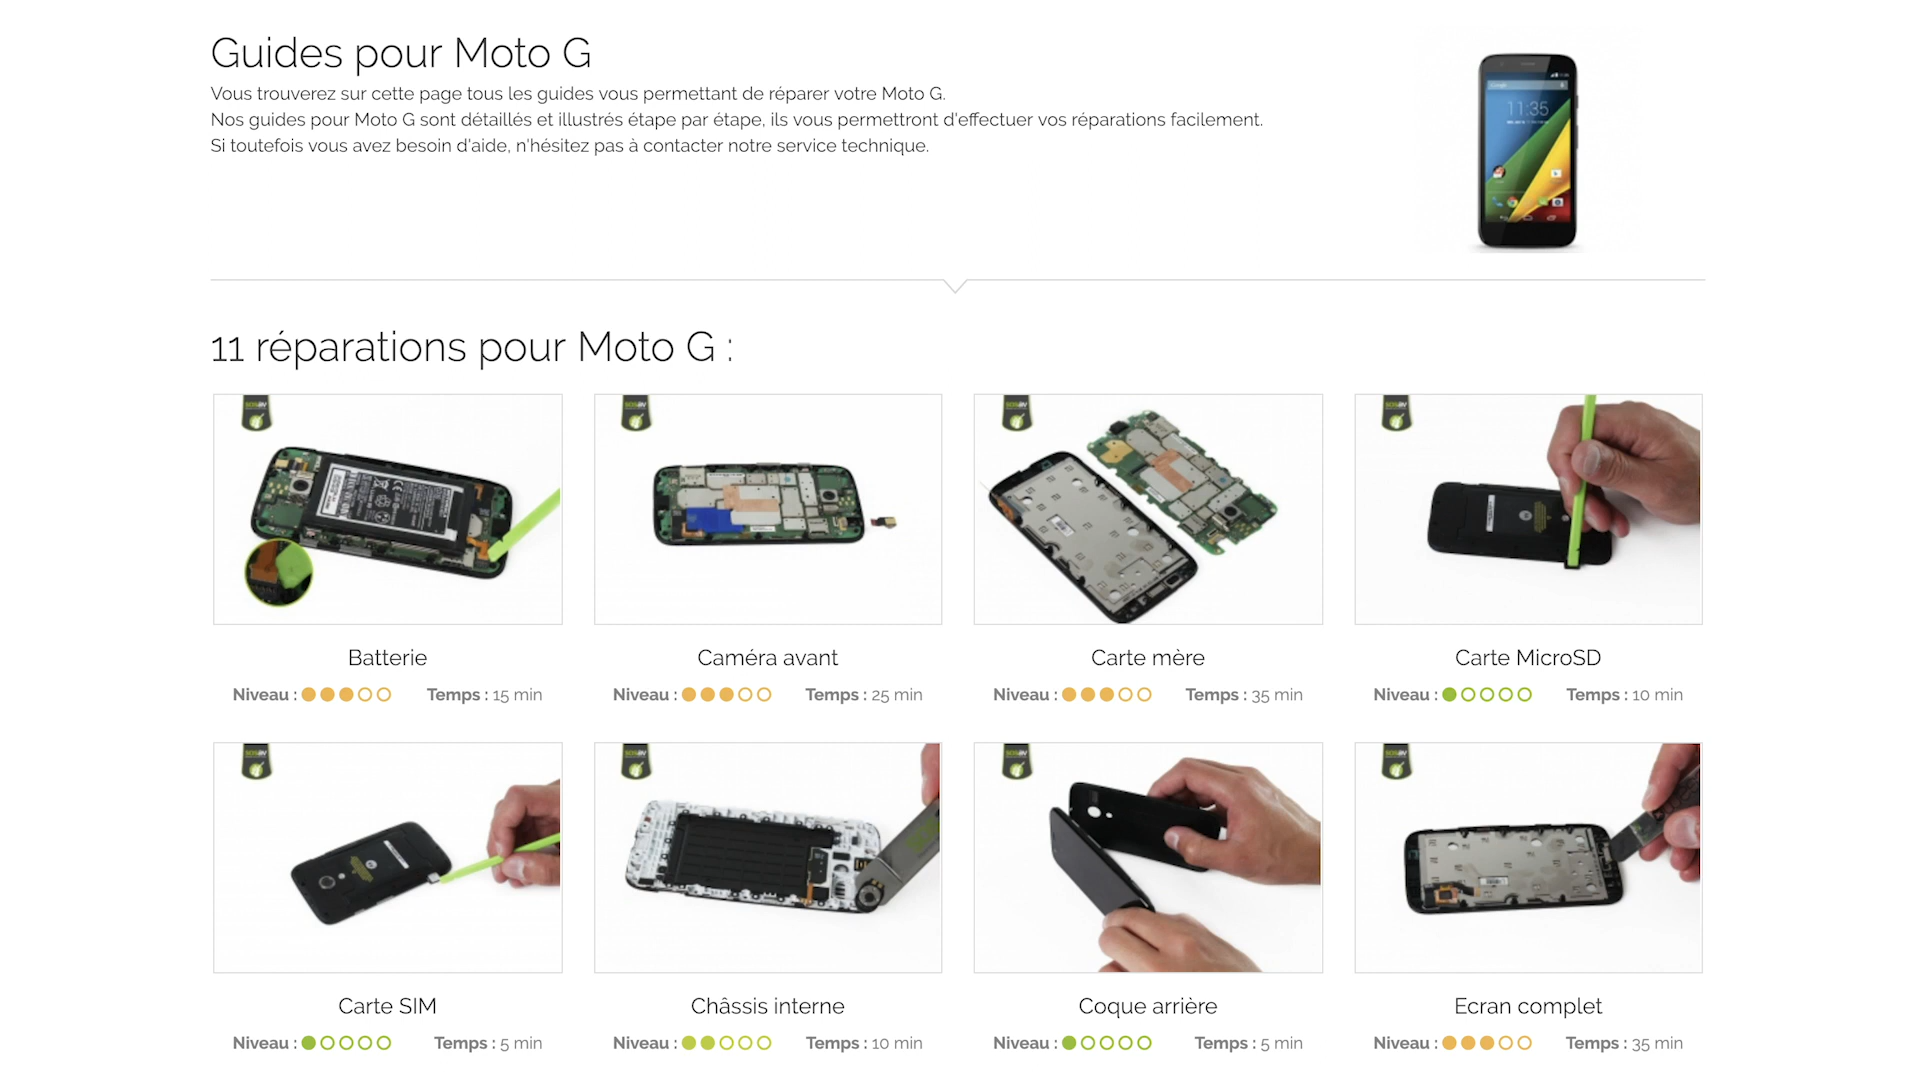 Guides pour Moto G
Vous trouverez sur cette page tous les guides vous permettant de réparer votre Moto G.
Nos guides pour Moto G sont détaillés et illustrés étape par étape, ils vous permettront d'effectuer vos réparations facilement.
Si toutefois vous avez besoin d'aide, n'hésitez pas à contacter notre service technique.
11:35
11 réparations pour Moto G :
Batterie
Niveau : Temps : 15 min
Caméra avant
Niveau : Temps : 25 min
Carte mère
Niveau : Temps : 35 min
Carte MicroSD
Niveau : Temps : 10 min
Carte SIM
Niveau : Temps : 5 min
Châssis interne
Niveau : Temps : 10 min
Coque arrière
Niveau : Temps : 5 min
Ecran complet
Niveau : Temps : 35 min